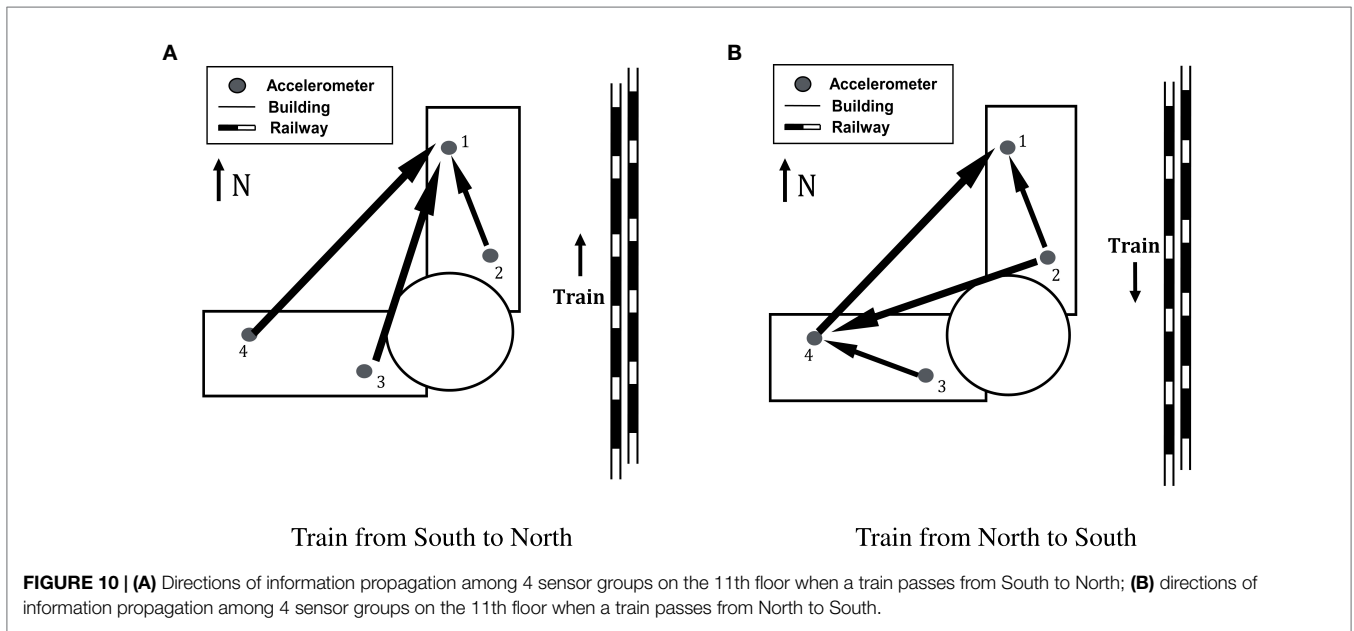 A
Accelerometer
Building
Railway
N
1
2
3
4
Train
Train from South to North
B
Accelerometer
Building
Railway
N
1
2
3
4
Train
Train from North to South
FIGURE 10 | (A) Directions of information propagation among 4 sensor groups on the 11th floor when a train passes from South to North; (B) directions of
information propagation among 4 sensor groups on the 11th floor when a train passes from North to South.